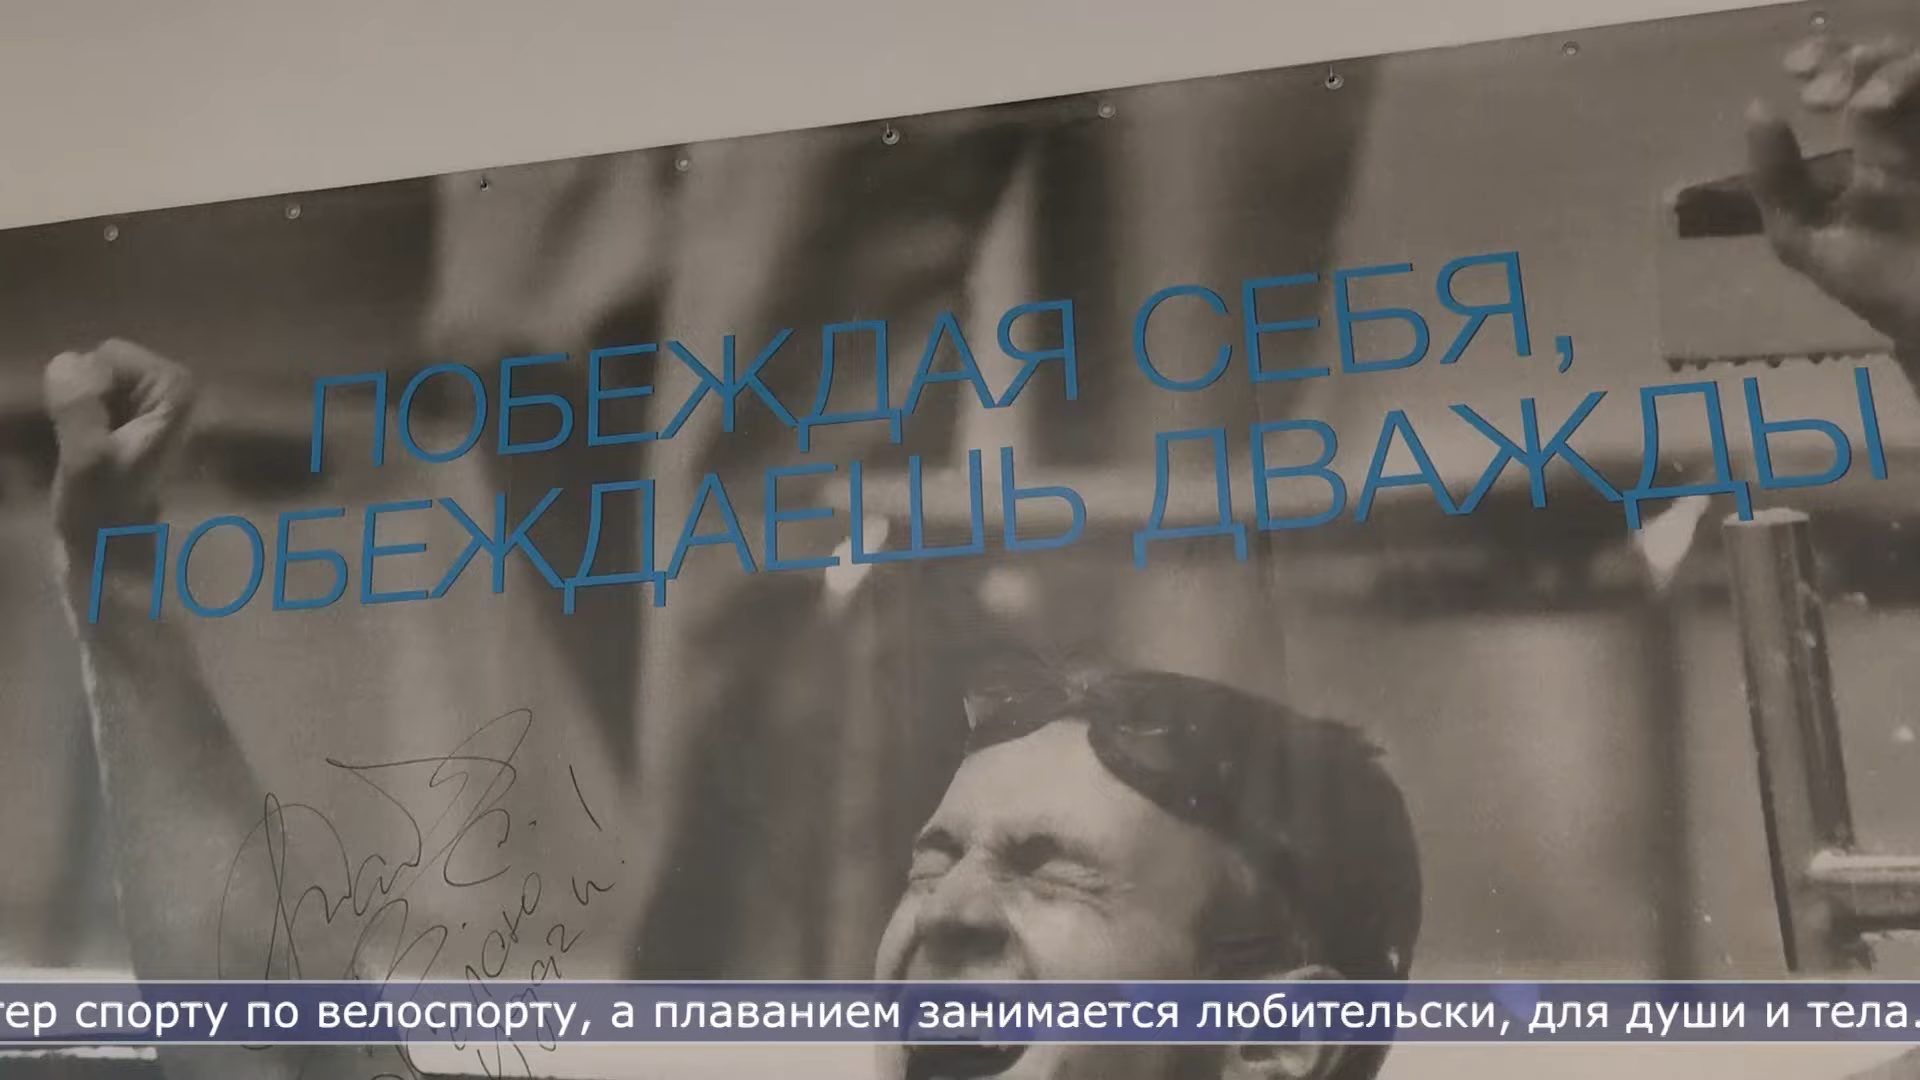 ПОБЕЖДАЯ СЕБЯ,
ПОБЕЖДАЕШЬ ДВАЖДЫ
тер спорту по велоспорту, а плаванием занимается любительски, для души и тела.